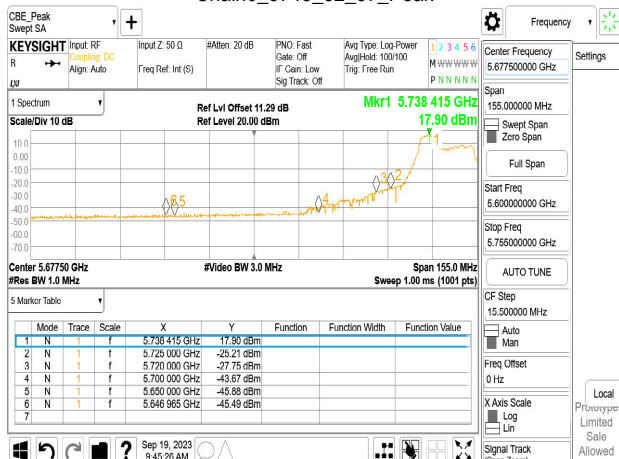 CBE_Peak
Swept SA
Frequency
KEYSIGHT
Input: RF
Coupling: DC
Align: Auto
Input Z: 50 Ω
Freq Ref: Int (S)
#Atten: 20 dB
PNO: Fast
Gate: Off
IF Gain: Low
Sig Track: Off
Avg Type: Log-Power
Avg|Hold: 100/100
Trig: Free Run
1 2 3 4 5 6
M W W W W W
P N N N N N
R
1 Spectrum
Scale/Div 10 dB
Ref Lvl Offset 11.29 dB
Ref Level 20.00 dBm
Mkr1 5.738 415 GHz
17.90 dBm
10.0
0.00
-10.0
-20.0
-30.0
-40.0
-50.0
-60.0
-70.0
1
2
3
4
5
6
Center 5.67750 GHz
#Res BW 1.0 MHz
#Video BW 3.0 MHz
Span 155.0 MHz
Sweep 1.00 ms (1001 pts)
5 Marker Table
Mode Trace Scale X Y Function Function Width Function Value
1 N 1 f 5.738 415 GHz 17.90 dBm
2 N 1 f 5.725 000 GHz -25.21 dBm
3 N 1 f 5.720 000 GHz -27.75 dBm
4 N 1 f 5.700 000 GHz -43.67 dBm
5 N 1 f 5.650 000 GHz -45.88 dBm
6 N 1 f 5.646 965 GHz -45.49 dBm
7
Sep 19, 2023
9:45:26 AM
Center Frequency
5.677500000 GHz
Settings
Span
155.000000 MHz
Swept Span
Zero Span
Full Span
Start Freq
5.600000000 GHz
Stop Freq
5.755000000 GHz
AUTO TUNE
CF Step
15.500000 MHz
Auto
Man
Freq Offset
0 Hz
X Axis Scale
Log
Lin
Signal Track
Local
Prototype
Limited
Sale
Allowed